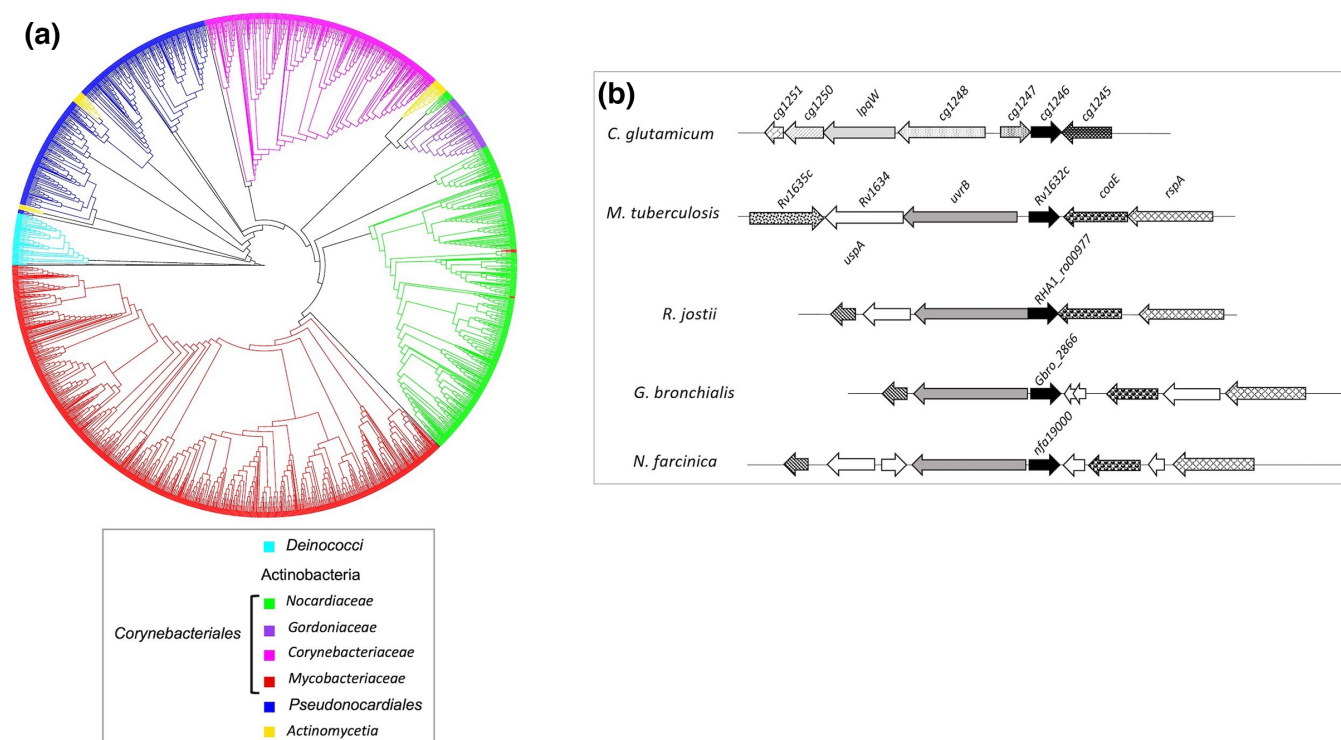 (a)
Deinococci
Actinobacteria
Corynebacteriales
Nocardiaceae
Gordoniaceae
Corynebacteriaceae
Mycobacteriaceae
Pseudonocardiales
Actinomycetia
(b)
C. glutamicum
cg1251
cg1250
lpqW
cg1248
cg1247
cg1246
cg1245
M. tuberculosis
Rv1635c
Rv1634
uvrB
Rv1632c
coaE
rspA
uspA
R. jostii
RHA1_ro00977
G. bronchialis
Gbro_2866
N. farcinica
nfa19000